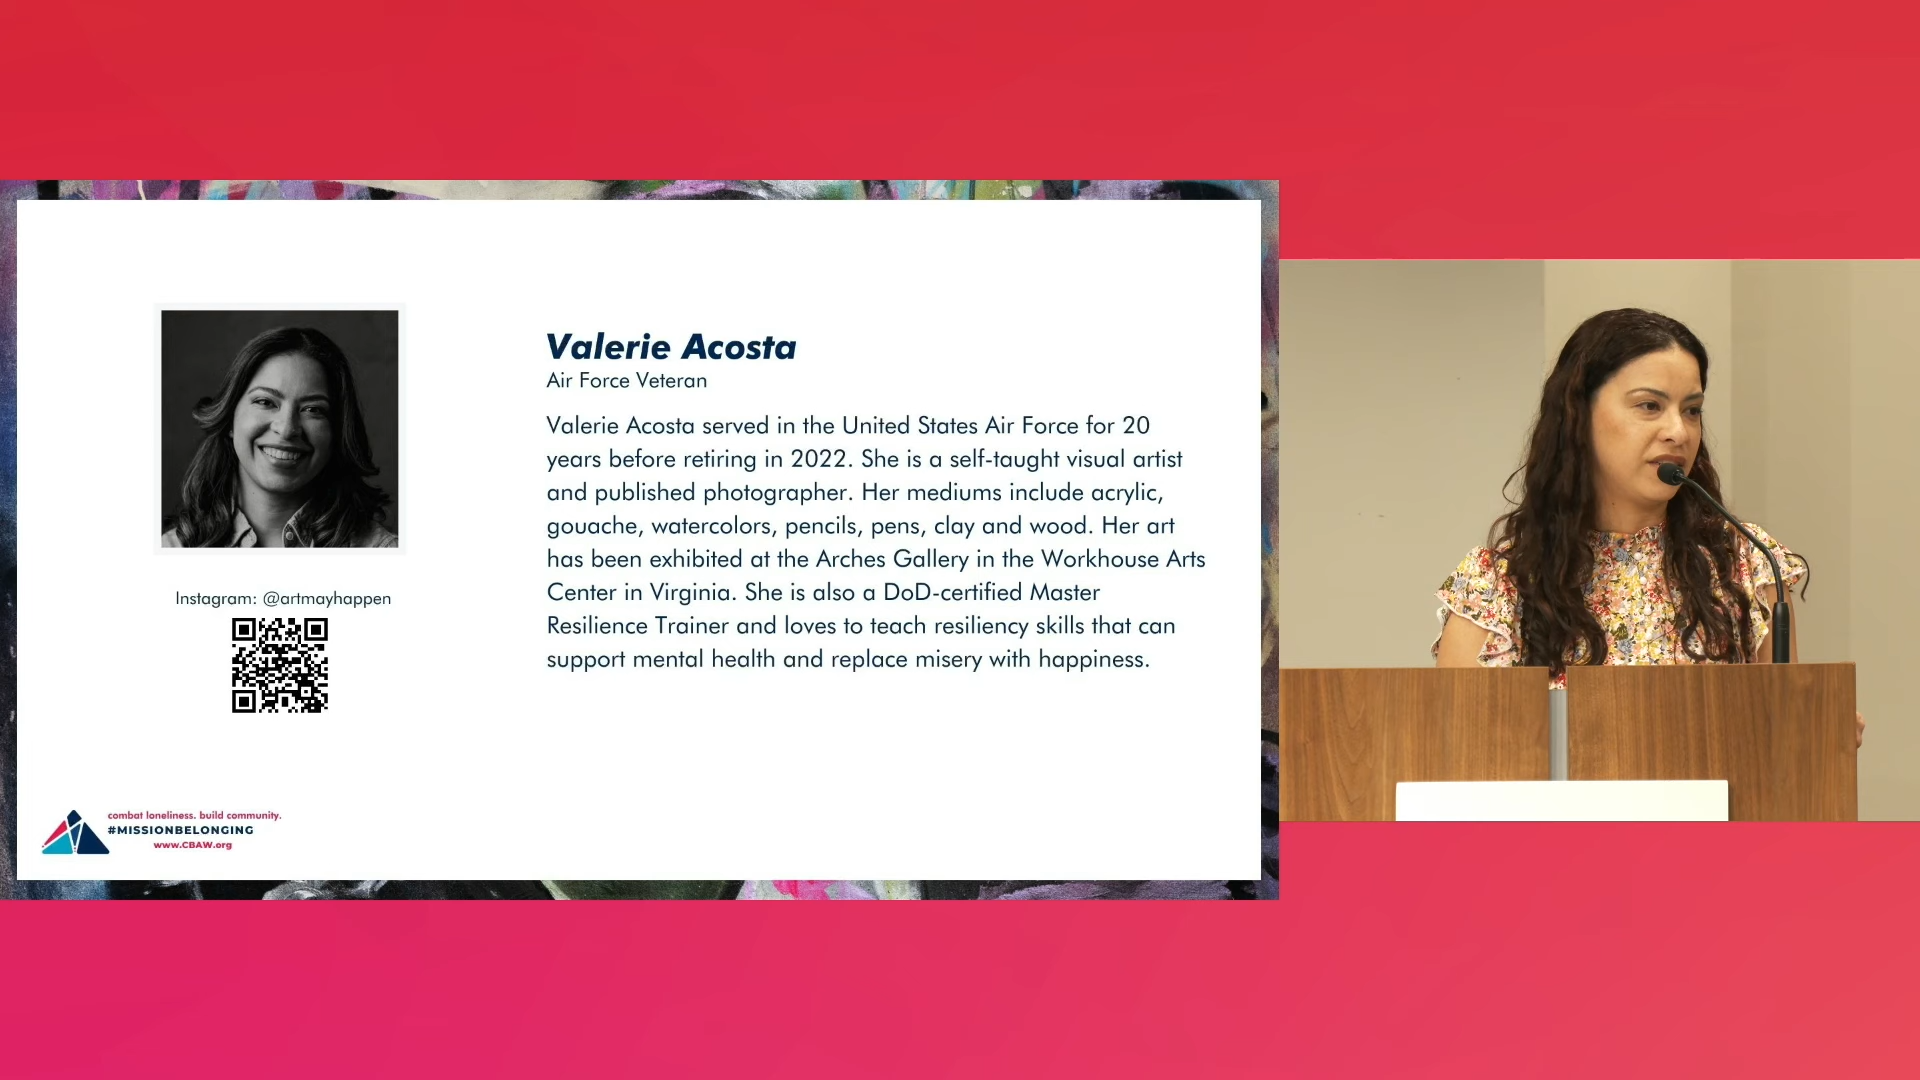 Valerie Acosta
Air Force Veteran
Valerie Acosta served in the United States Air Force for 20
years before retiring in 2022. She is a self-taught visual artist
and published photographer. Her mediums include acrylic,
gouache, watercolors, pencils, pens, clay and wood. Her art
has been exhibited at the Arches Gallery in the Workhouse Arts
Center in Virginia. She is also a DoD-certified Master
Resilience Trainer and loves to teach resiliency skills that can
support mental health and replace misery with happiness.
Instagram: @artmayhappen
combat loneliness. build community.
#MISSIONBELONGING
www.CBAW.org